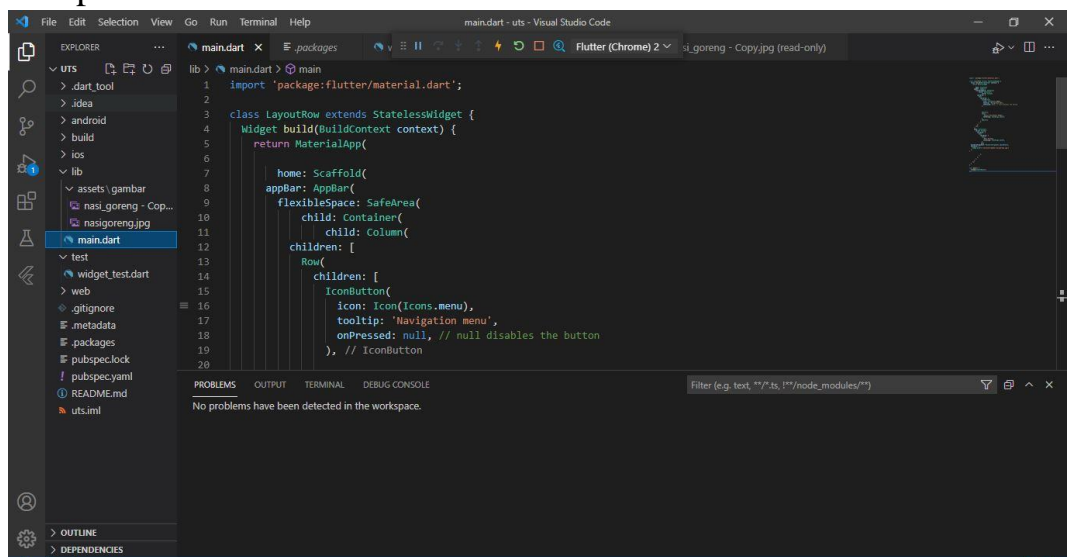 File Edit Selection View Go Run Terminal Help main.dart - uts - Visual Studio Code
EXPLORER
main.dart
.packages
Flutter (Chrome) 2
si_goreng - Copy.jpg (read-only)
UTS
.dart_tool
.idea
android
build
ios
lib
assets\gambar
nasi_goreng - Cop...
nasigoreng.jpg
main.dart
test
widget_test.dart
web
.gitignore
.metadata
.packages
pubspec.lock
pubspec.yaml
README.md
uts.iml
OUTLINE
DEPENDENCIES
1
lib > main.dart > main
1 import 'package:flutter/material.dart';
2
3 class LayoutRow extends StatelessWidget {
4 Widget build(BuildContext context) {
5 return MaterialApp(
6
7 home: Scaffold(
8 appBar: AppBar(
9 flexibleSpace: SafeArea(
10 child: Container(
11 child: Column(
12 children: [
13 Row(
14 children: [
15 IconButton(
16 icon: Icon(Icons.menu),
17 tooltip: 'Navigation menu',
18 onPressed: null, // null disables the button
19 ), // IconButton
20
PROBLEMS OUTPUT TERMINAL DEBUG CONSOLE Filter (e.g. text, **/*.ts, !**/node_modules/**)
No problems have been detected in the workspace.